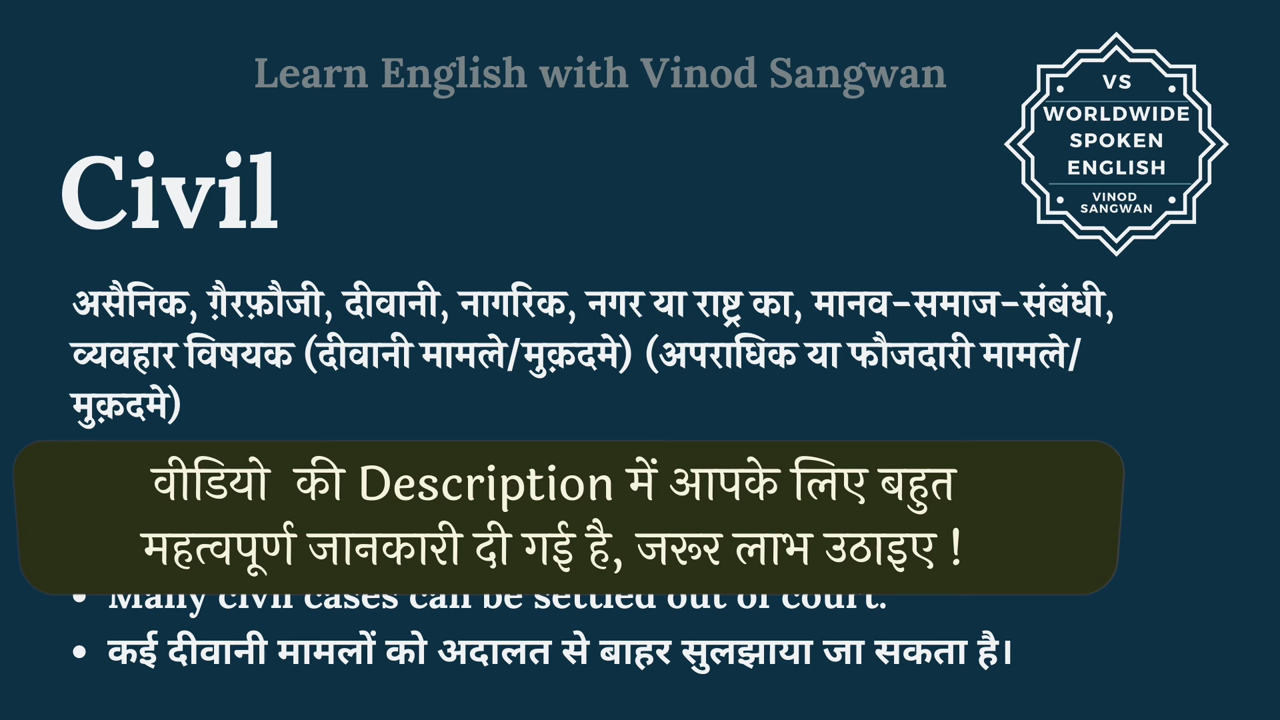 Learn English with Vinod Sangwan
VS
WORLDWIDE
SPOKEN
ENGLISH
VINOD
SANGWAN
Civil
असैनिक, ग़ैरफ़ौजी, दीवानी, नागरिक, नगर या राष्ट्र का, मानव-समाज-संबंधी,
व्यवहार विषयक (दीवानी मामले/मुक़दमे) (अपराधिक या फौजदारी मामले/
मुक़दमे)
वीडियो की Description में आपके लिए बहुत
महत्वपूर्ण जानकारी दी गई है, जरूर लाभ उठाइए !
• Many civil cases can be settled out of court.
• कई दीवानी मामलों को अदालत से बाहर सुलझाया जा सकता है।